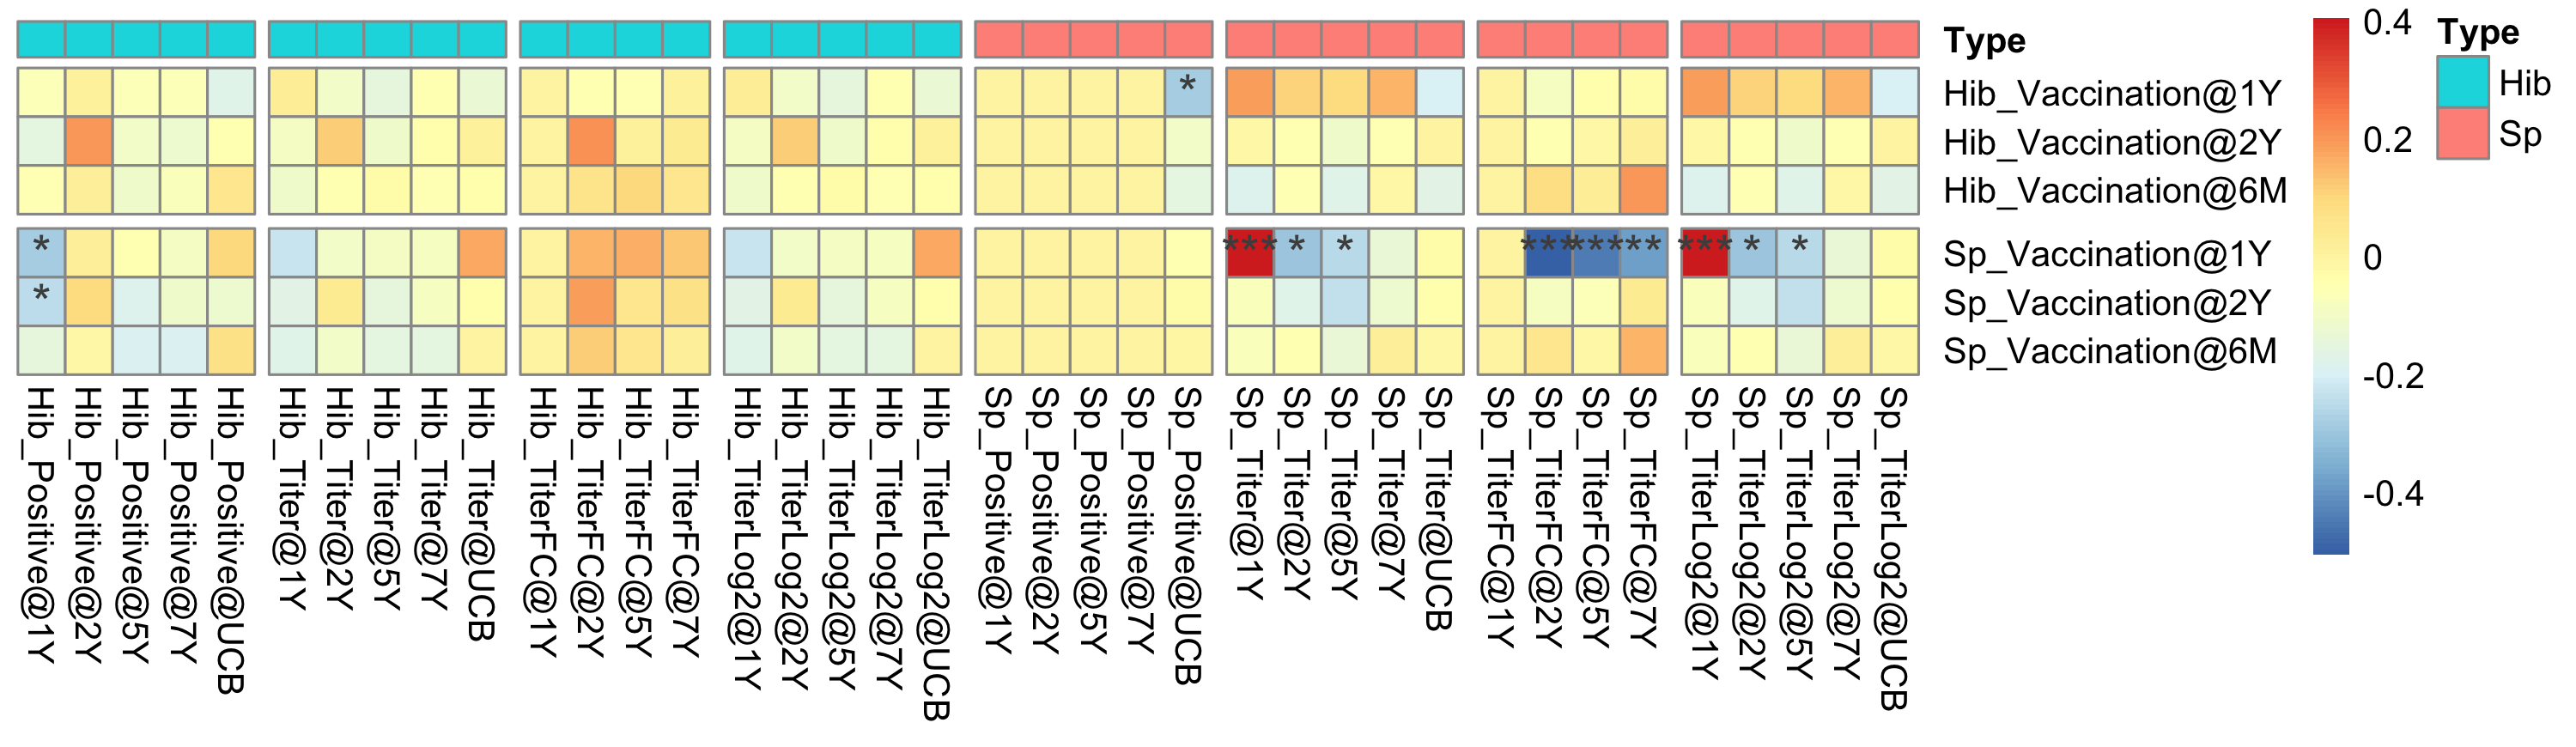 Type
Hib_Vaccination@1Y
Hib_Vaccination@2Y
Hib_Vaccination@6M
Sp_Vaccination@1Y
Sp_Vaccination@2Y
Sp_Vaccination@6M
*
*
*
***
*
*
***
***
**
***
*
*
Hib_Positive@1Y
Hib_Positive@2Y
Hib_Positive@5Y
Hib_Positive@7Y
Hib_Positive@UCB
Hib_Titer@1Y
Hib_Titer@2Y
Hib_Titer@5Y
Hib_Titer@7Y
Hib_Titer@UCB
Hib_TiterFC@1Y
Hib_TiterFC@2Y
Hib_TiterFC@5Y
Hib_TiterFC@7Y
Hib_TiterLog2@1Y
Hib_TiterLog2@2Y
Hib_TiterLog2@5Y
Hib_TiterLog2@7Y
Hib_TiterLog2@UCB
Sp_Positive@1Y
Sp_Positive@2Y
Sp_Positive@5Y
Sp_Positive@7Y
Sp_Positive@UCB
Sp_Titer@1Y
Sp_Titer@2Y
Sp_Titer@5Y
Sp_Titer@7Y
Sp_Titer@UCB
Sp_TiterFC@1Y
Sp_TiterFC@2Y
Sp_TiterFC@5Y
Sp_TiterFC@7Y
Sp_TiterLog2@1Y
Sp_TiterLog2@2Y
Sp_TiterLog2@5Y
Sp_TiterLog2@7Y
Sp_TiterLog2@UCB
0.4
0.2
0
-0.2
-0.4
Type
Hib
Sp